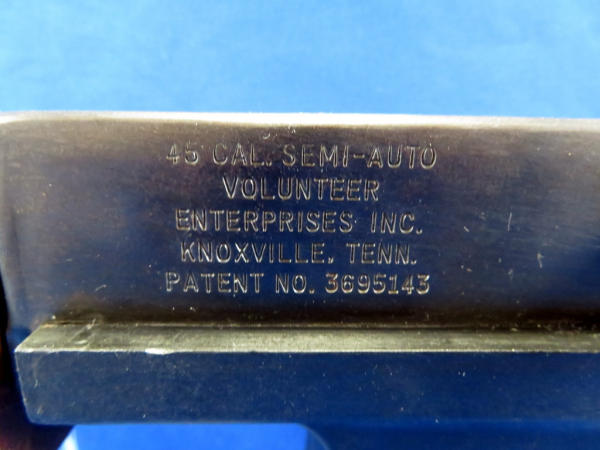 45 CAL. SEMI-AUTO
VOLUNTEER
ENTERPRISES INC.
KNOXVILLE, TENN.
PATENT NO. 3695143